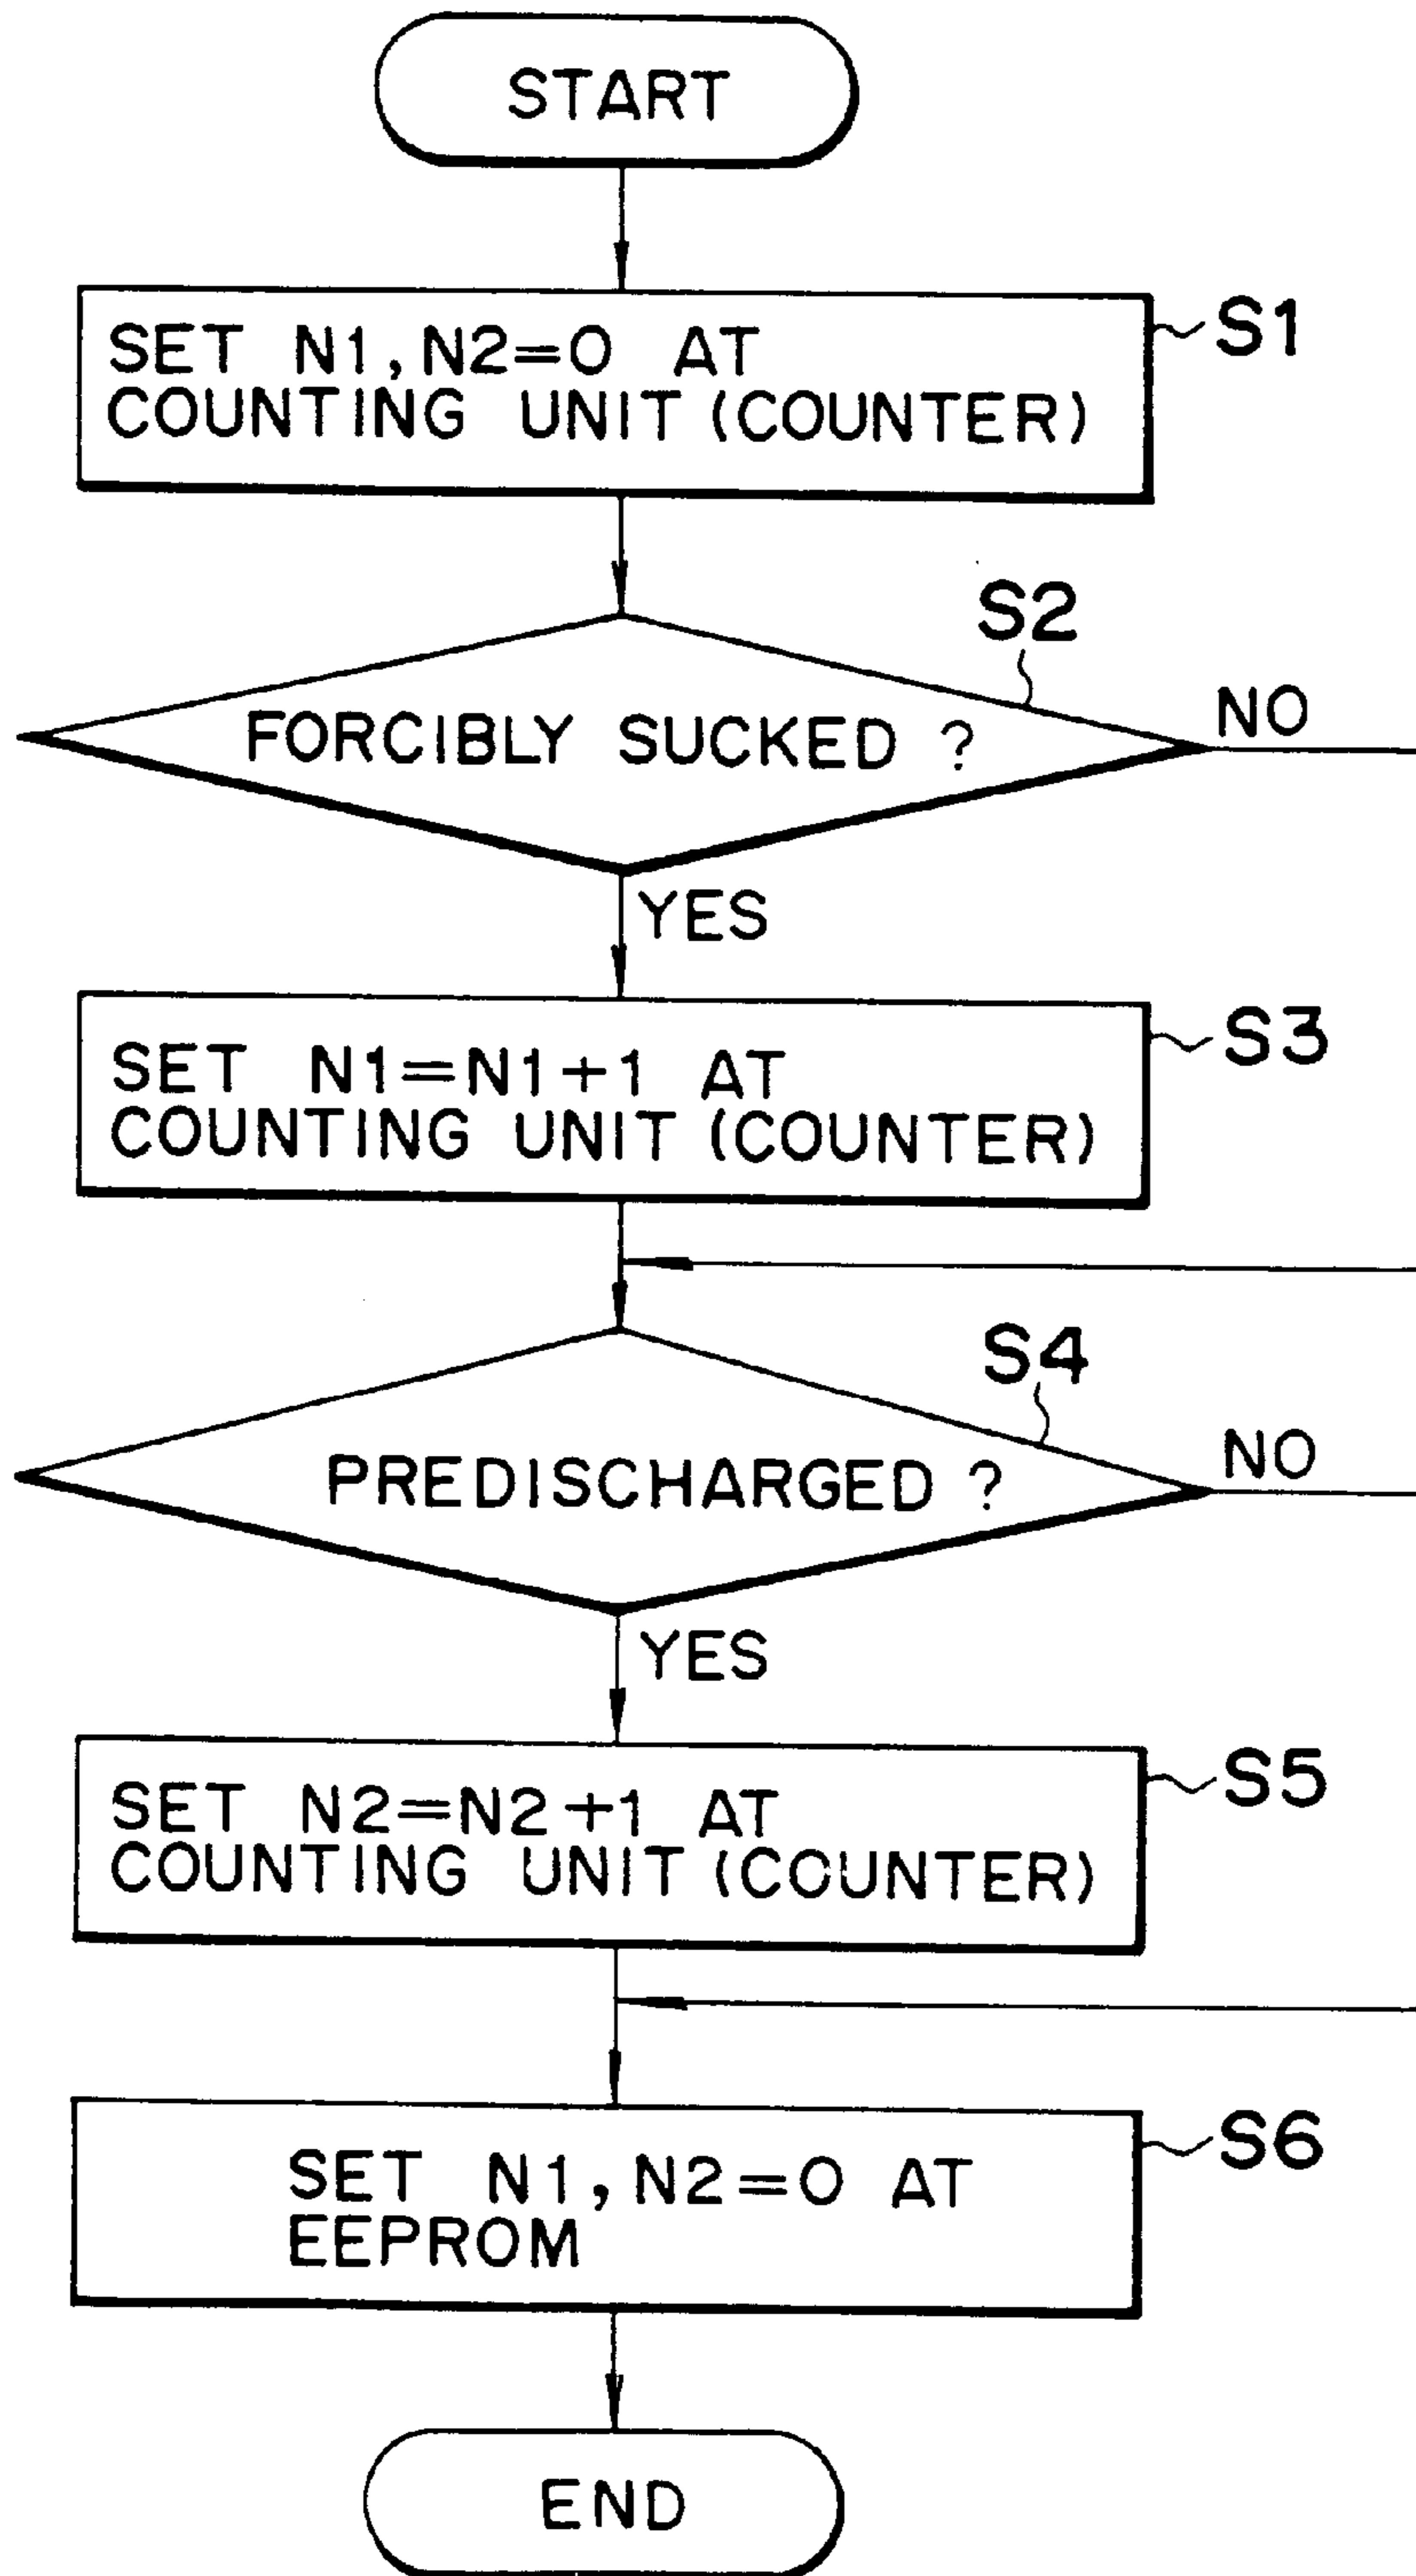 START
SET N1,N2=0 AT
COUNTING UNIT (COUNTER)
S1
S2
FORCIBLY SUCKED ?
NO
YES
SET N1=N1+1 AT
COUNTING UNIT (COUNTER)
S3
S4
PREDISCHARGED ?
NO
YES
SET N2=N2+1 AT
COUNTING UNIT (COUNTER)
S5
SET N1,N2=0 AT
EEPROM
S6
END